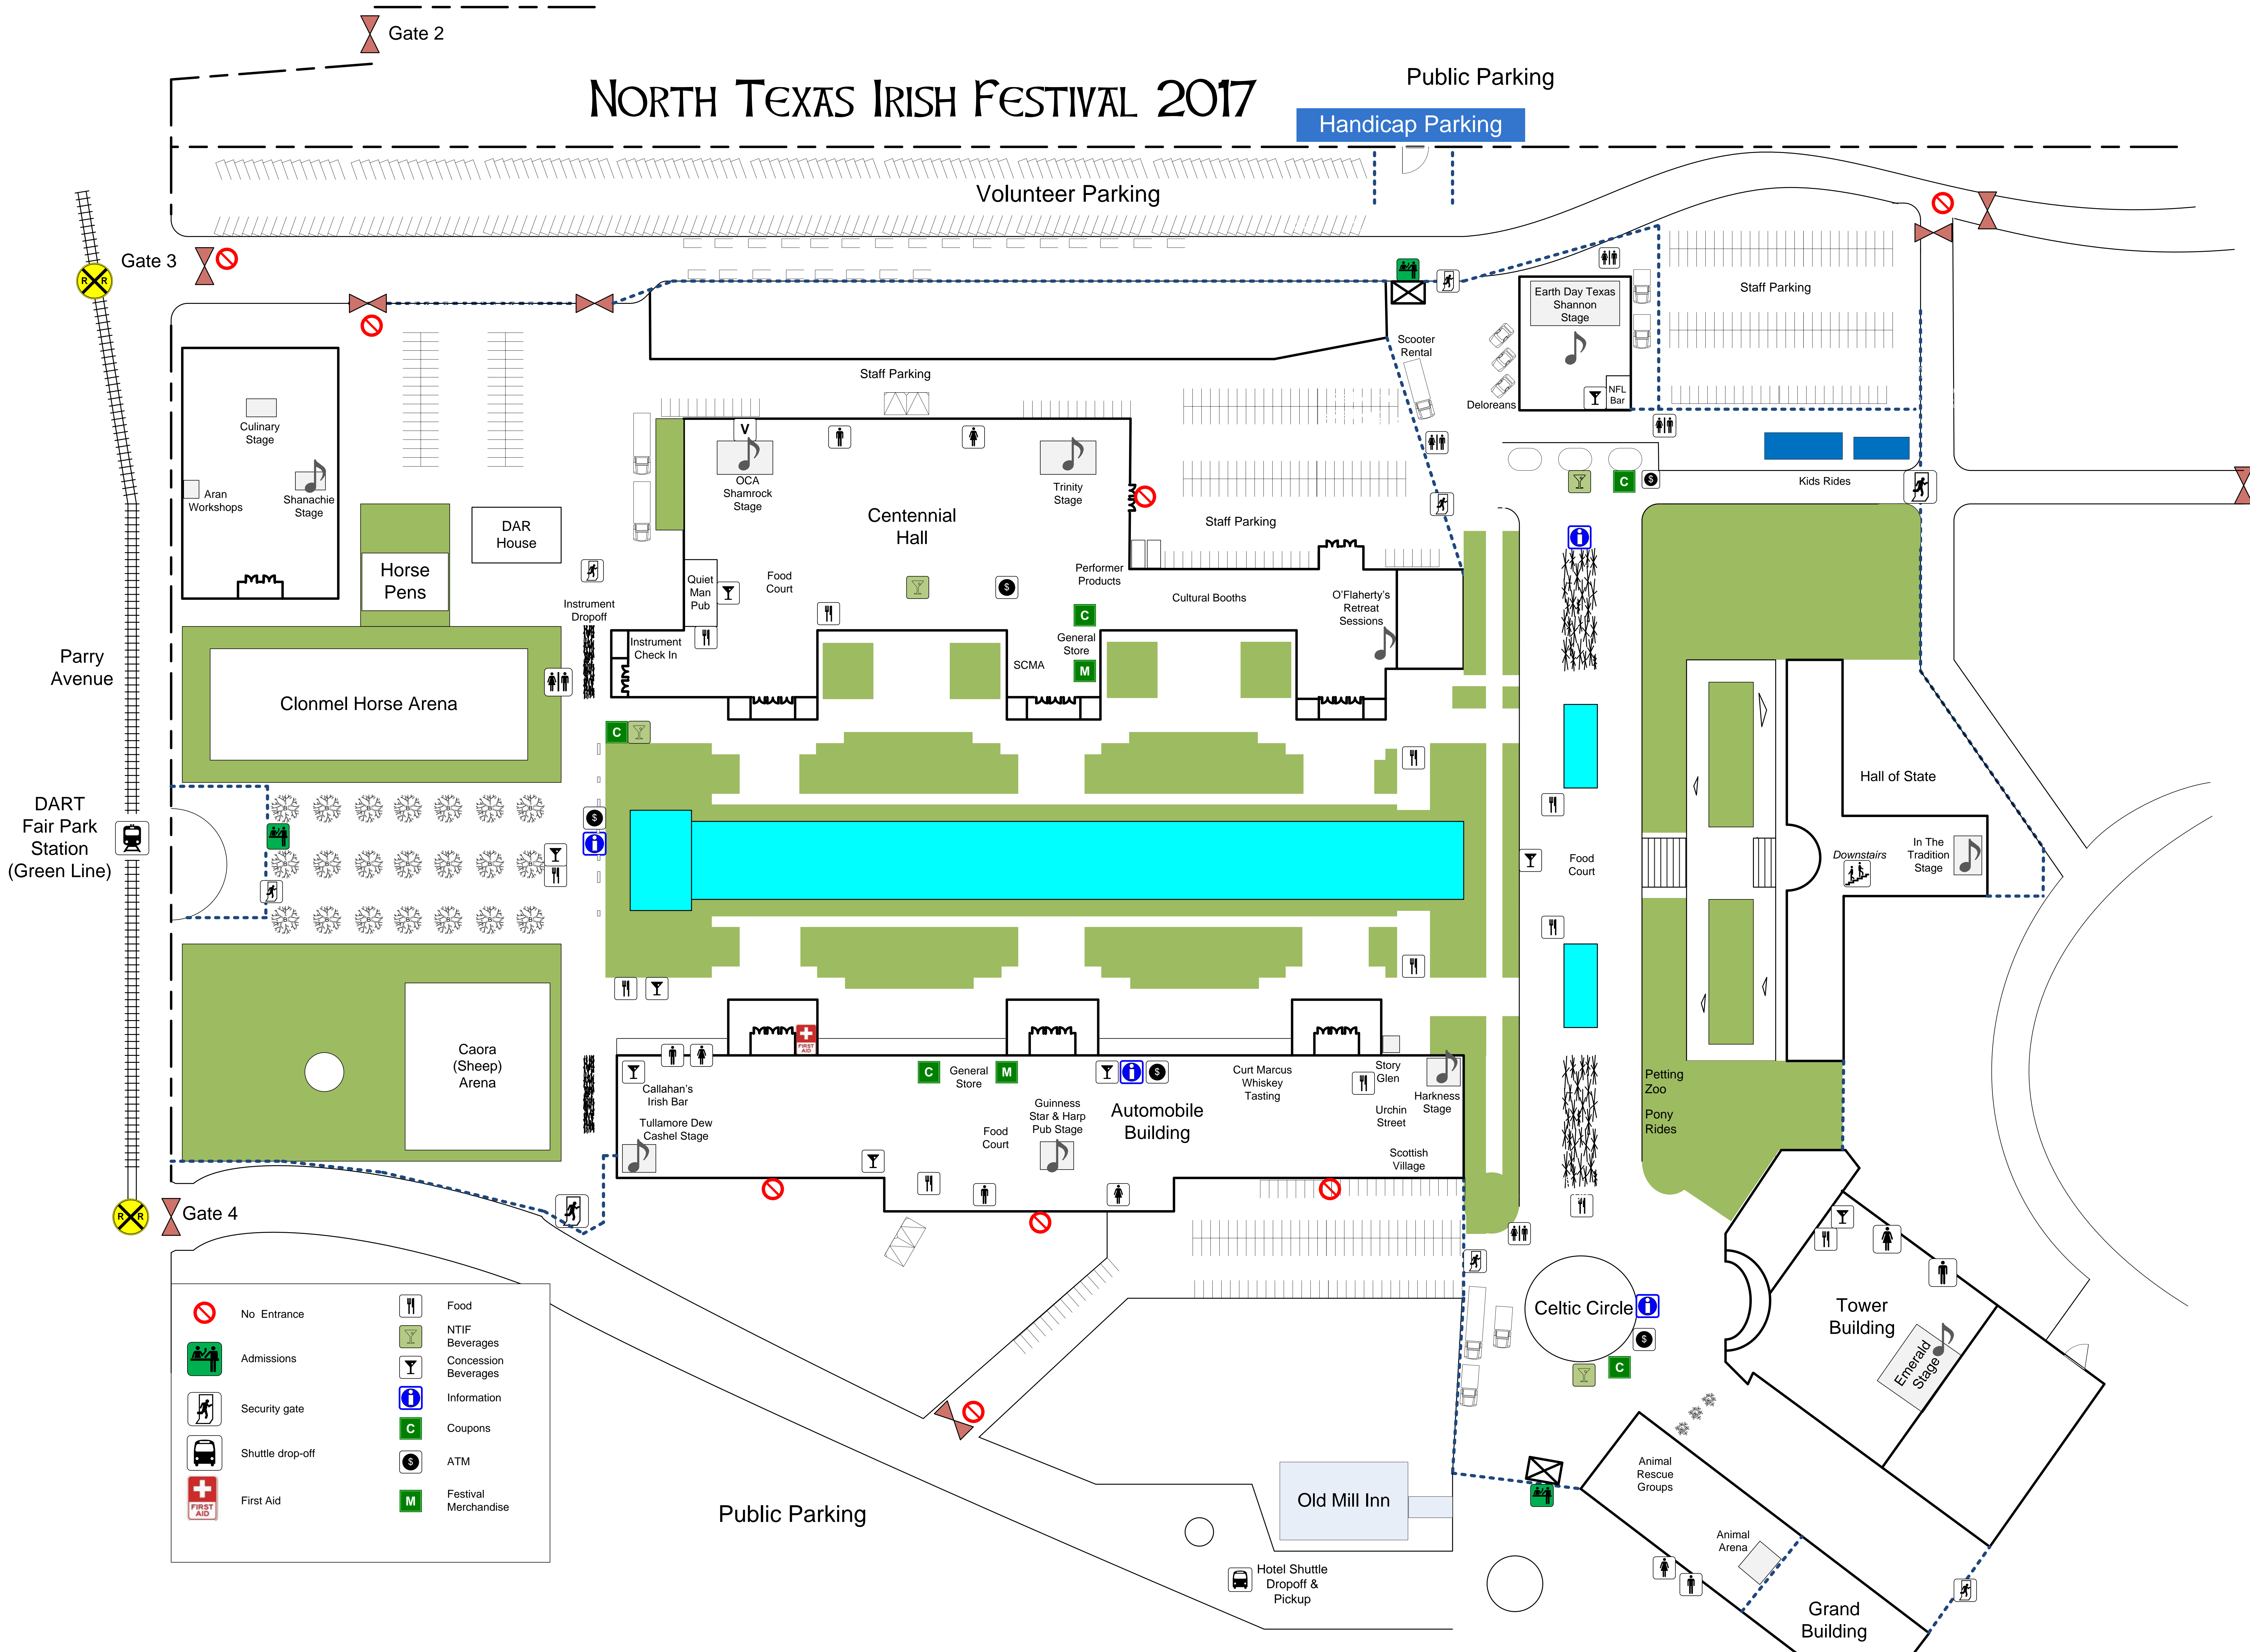 Gate 2
NORTH TEXAS IRISH FESTIVAL 2017
Public Parking
Handicap Parking
Volunteer Parking
Gate 3
R R
Earth Day Texas
Shannon
Stage
Staff Parking
Scooter
Rental
Staff Parking
NFL
Bar
Deloreans
Culinary
Stage
V
Aran
Workshops
Shanachie
Stage
OCA
Shamrock
Stage
Trinity
Stage
C
$
Kids Rides
Centennial
Hall
Staff Parking
DAR
House
Horse
Pens
Quiet
Man
Pub
Food
Court
$
Performer
Products
Cultural Booths
O'Flaherty's
Retreat
Sessions
Instrument
Dropoff
C
General
Store
Instrument
Check In
SCMA
M
Parry
Avenue
Clonmel Horse Arena
C
Hall of State
DART
Fair Park
Station
(Green Line)
$
Food
Court
Downstairs
In The
Tradition
Stage
FIRST
AID
Caora
(Sheep)
Arena
Callahan's
Irish Bar
C
General
Store
M
$
Curt Marcus
Whiskey
Tasting
Story
Glen
Harkness
Stage
Petting
Zoo
Pony
Rides
Tullamore Dew
Cashel Stage
Guinness
Star & Harp
Pub Stage
Food
Court
Automobile
Building
Urchin
Street
Scottish
Village
R R
Gate 4
Celtic Circle
$
C
Tower
Building
Emerald
Stage
No Entrance
Admissions
Security gate
Shuttle drop-off
FIRST
AID
First Aid
Food
NTIF
Beverages
Concession
Beverages
Information
C
Coupons
$
ATM
M
Festival
Merchandise
Public Parking
Old Mill Inn
Hotel Shuttle
Dropoff &
Pickup
Animal
Rescue
Groups
Animal
Arena
Grand
Building